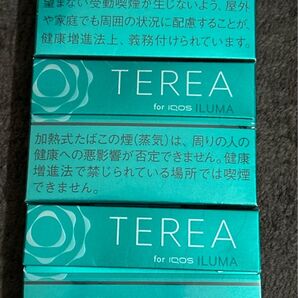 望まない受動喫煙が生じないよう、屋外
や家庭でも周囲の状況に配慮することが、
健康増進法上、義務付けられています。
TEREA
for IQOS ILUMA
加熱式たばこの煙(蒸気)は、周りの人の
健康への悪影響が否定できません。健康
増進法で禁じられている場所では喫煙
できません。
TEREA
for IQOS ILUMA